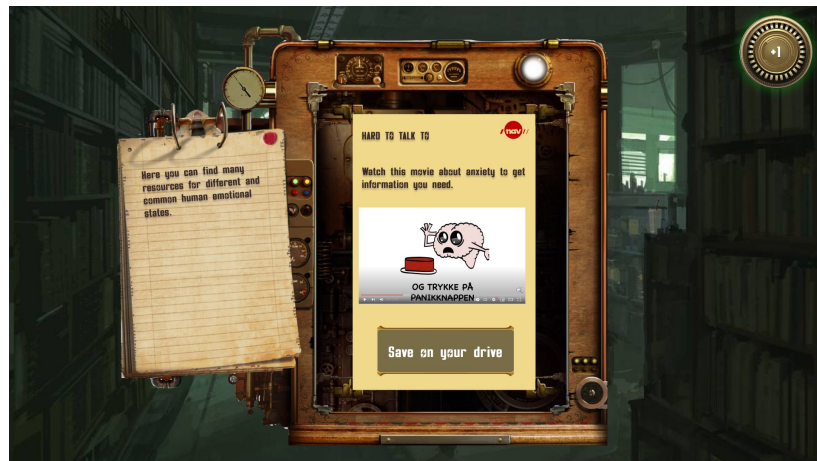 +1
Here you can find many
resources for different and
common human emotional
states.
HARD TO TALK TO
nav
Watch this movie about anxiety to get
information you need.
OG TRYKKE PÅ
PANIKKNAPPEN
Save on your drive